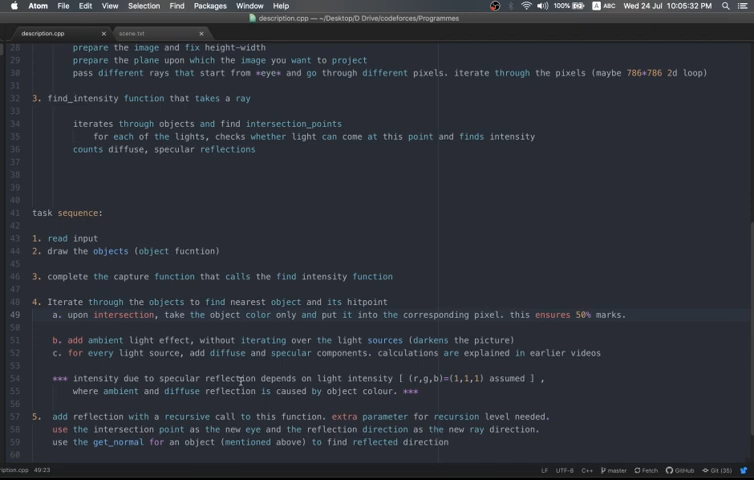 Atom File Edit View Selection Find Packages Window Help 100% ABC Wed 24 Jul 10:05:32 PM
description.cpp — ~/Desktop/D Drive/codeforces/Programmes
description.cpp scene.txt
28 prepare the image and fix height-width
29 prepare the plane upon which the image you want to project
30 pass different rays that start from *eye* and go through different pixels. iterate through the pixels (maybe 786*786 2d loop)
31
32 3. find_intensity function that takes a ray
33
34 iterates through objects and find intersection_points
35 for each of the lights, checks whether light can come at this point and finds intensity
36 counts diffuse, specular reflections
37
38
39
40
41 task sequence:
42
43 1. read input
44 2. draw the objects (object fucntion)
45
46 3. complete the capture function that calls the find intensity function
47
48 4. Iterate through the objects to find nearest object and its hitpoint
49 a. upon intersection, take the object color only and put it into the corresponding pixel. this ensures 50% marks.
50
51 b. add ambient light effect, without iterating over the light sources (darkens the picture)
52 c. for every light source, add diffuse and specular components. calculations are explained in earlier videos
53
54 *** intensity due to specular reflection depends on light intensity [ (r,g,b)=(1,1,1) assumed ] ,
55 where ambient and diffuse reflection is caused by object colour. ***
56
57 5. add reflection with a recursive call to this function. extra parameter for recursion level needed.
58 use the intersection point as the new eye and the reflection direction as the new ray direction.
59 use the get_normal for an object (mentioned above) to find reflected direction
60
ription.cpp 49:23 LF UTF-8 C++ master Fetch GitHub Git (35)